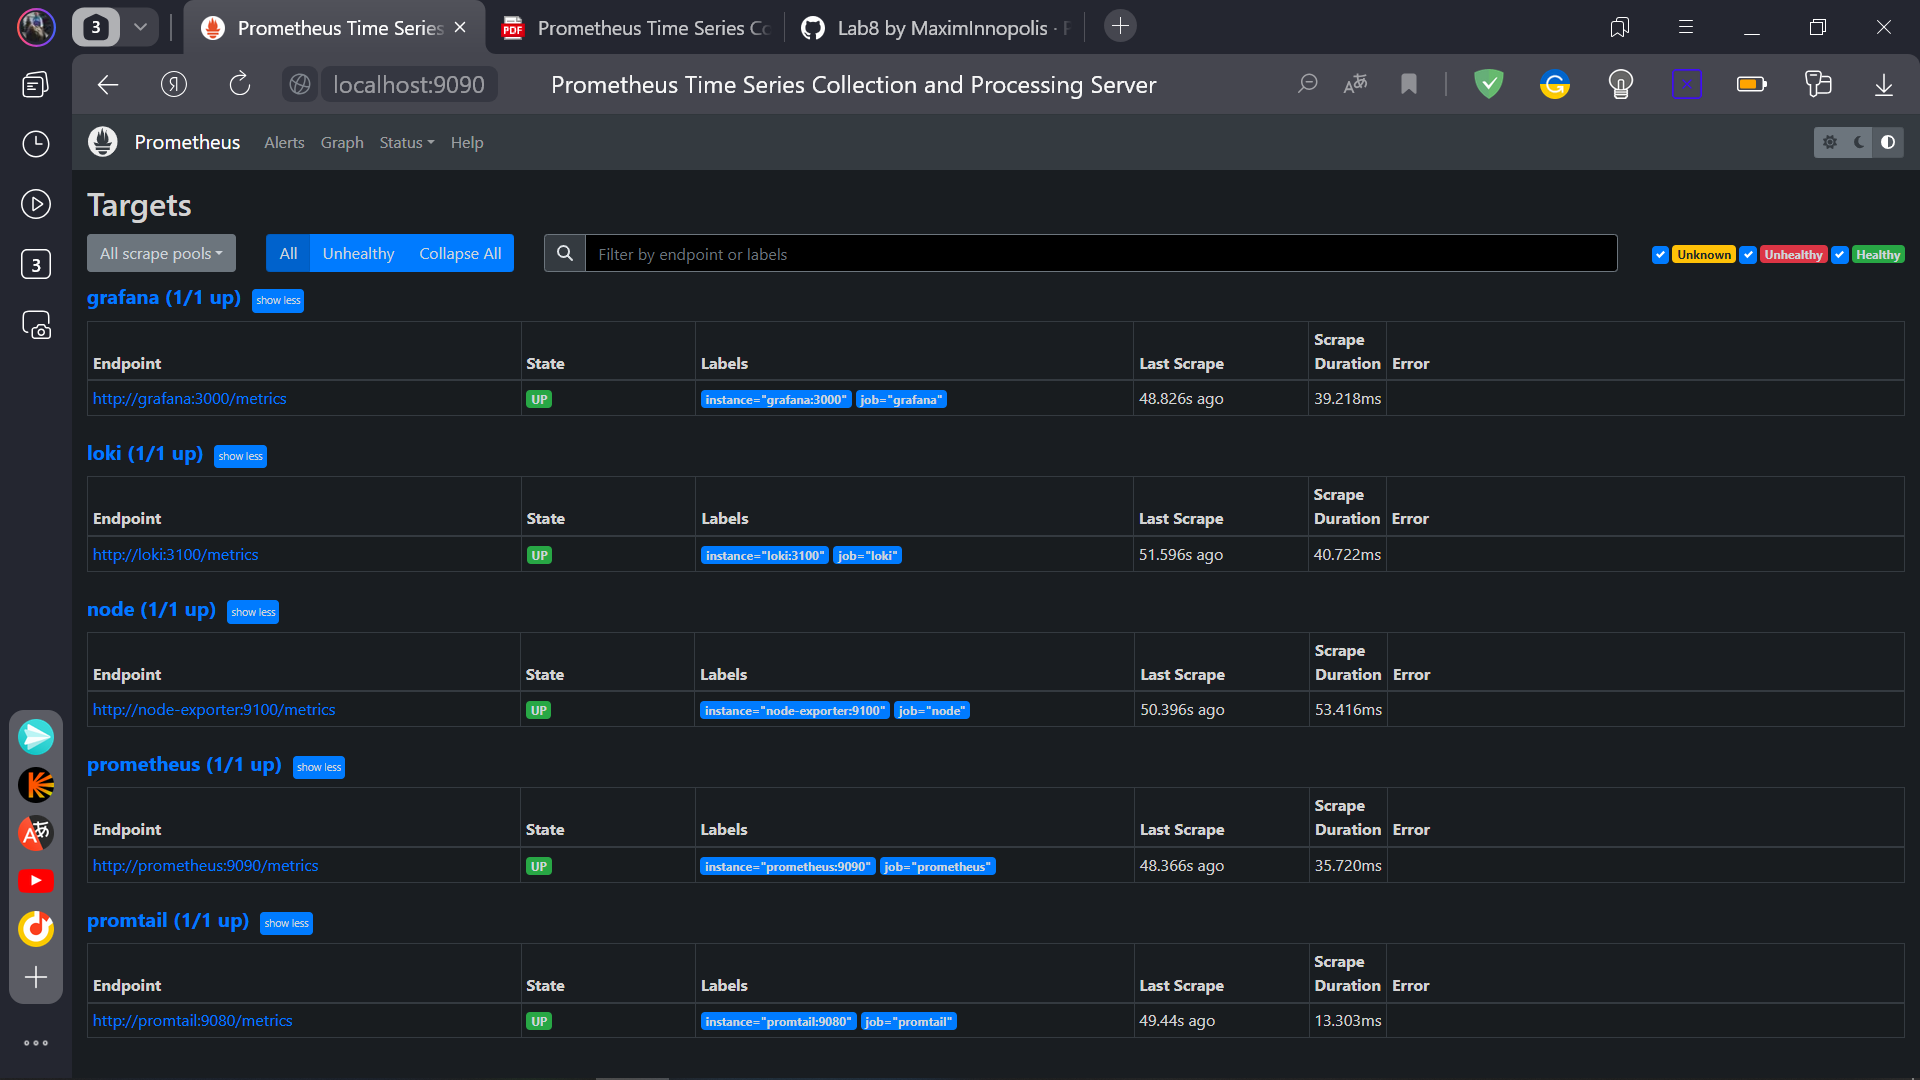 3
Prometheus Time Series
Prometheus Time Series Co
Lab8 by MaximInnopolis ·
Я
localhost:9090
Prometheus Time Series Collection and Processing Server
Prometheus
Alerts
Graph
Status
Help
Targets
All scrape pools
All
Unhealthy
Collapse All
Filter by endpoint or labels
Unknown
Unhealthy
Healthy
3
grafana (1/1 up) show less
Endpoint State Labels Last Scrape Scrape Duration Error
http://grafana:3000/metrics UP instance="grafana:3000" job="grafana" 48.826s ago 39.218ms
loki (1/1 up) show less
Endpoint State Labels Last Scrape Scrape Duration Error
http://loki:3100/metrics UP instance="loki:3100" job="loki" 51.596s ago 40.722ms
node (1/1 up) show less
Endpoint State Labels Last Scrape Scrape Duration Error
http://node-exporter:9100/metrics UP instance="node-exporter:9100" job="node" 50.396s ago 53.416ms
prometheus (1/1 up) show less
Endpoint State Labels Last Scrape Scrape Duration Error
http://prometheus:9090/metrics UP instance="prometheus:9090" job="prometheus" 48.366s ago 35.720ms
promtail (1/1 up) show less
Endpoint State Labels Last Scrape Scrape Duration Error
http://promtail:9080/metrics UP instance="promtail:9080" job="promtail" 49.44s ago 13.303ms